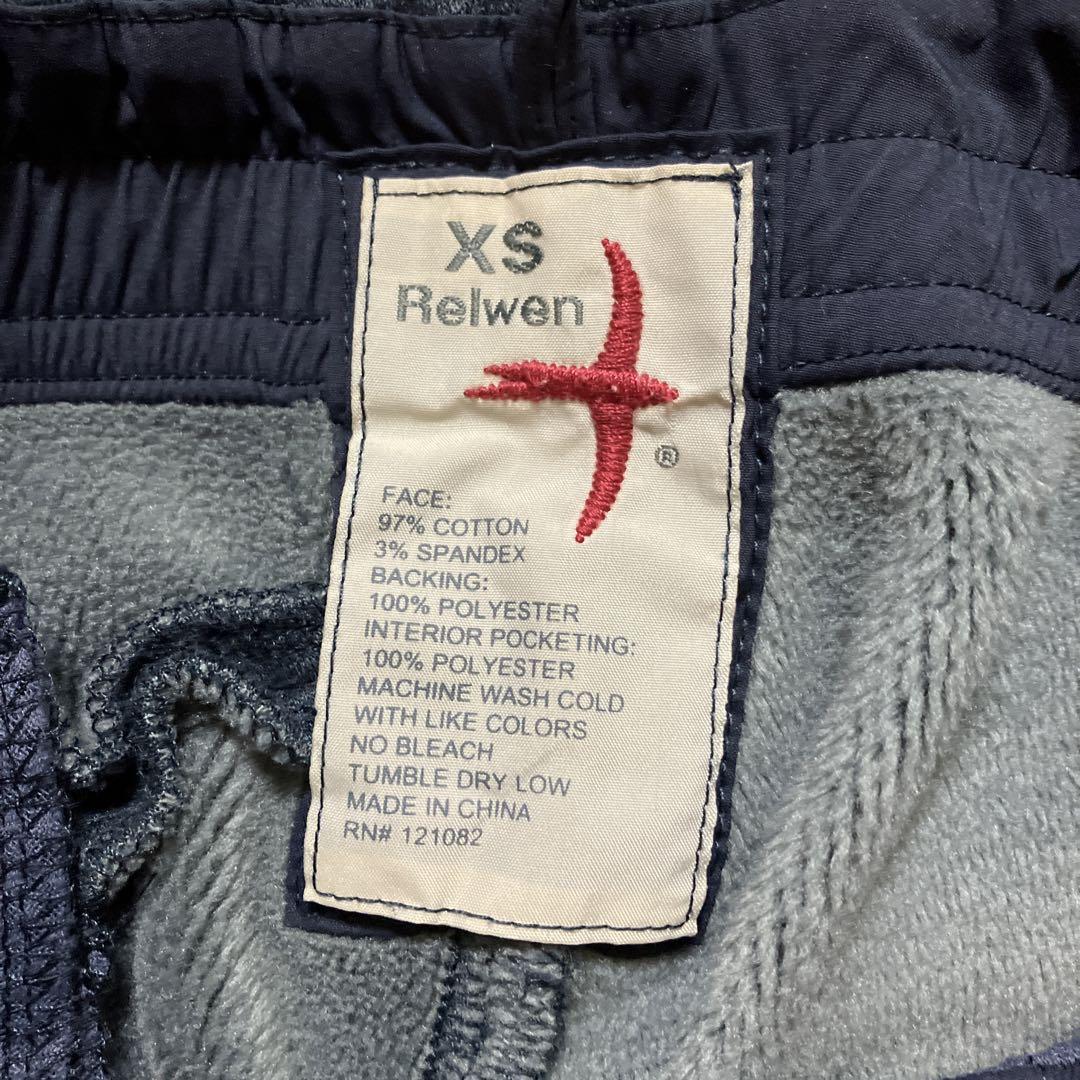 XS
Relwen
®
FACE:
97% COTTON
3% SPANDEX
BACKING:
100% POLYESTER
INTERIOR POCKETING:
100% POLYESTER
MACHINE WASH COLD
WITH LIKE COLORS
NO BLEACH
TUMBLE DRY LOW
MADE IN CHINA
RN# 121082